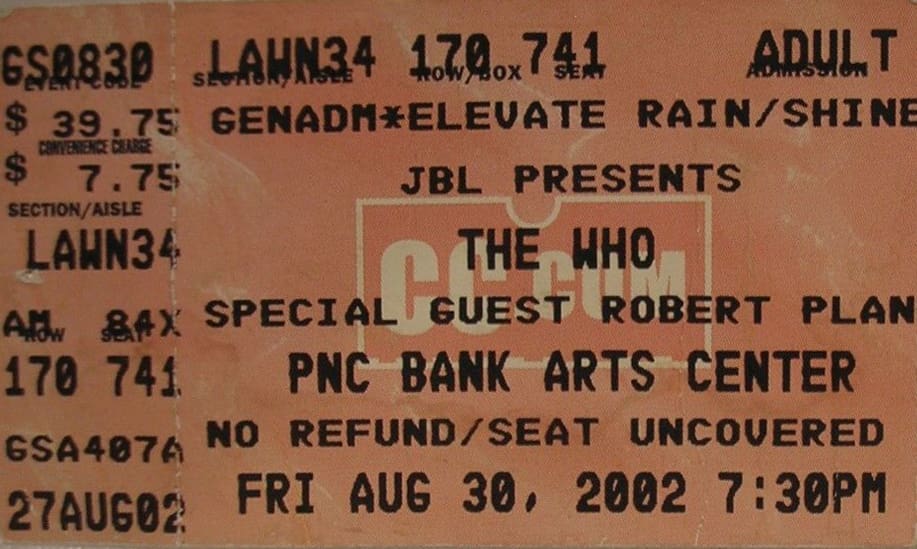 GS0830 LAWN34 170 741 ADULT
EVENT CODE SECTION/AISLE ROW/BOX SEAT ADMISSION
$ 39.75 GENADM*ELEVATE RAIN/SHINE
CONVENIENCE CHARGE
$ 7.75 JBL PRESENTS
SECTION/AISLE
LAWN34 THE WHO
CC COM
AM 84X SPECIAL GUEST ROBERT PLAN
ROW SEAT
170 741 PNC BANK ARTS CENTER
GSA407A NO REFUND/SEAT UNCOVERED
27AUG02 FRI AUG 30, 2002 7:30PM